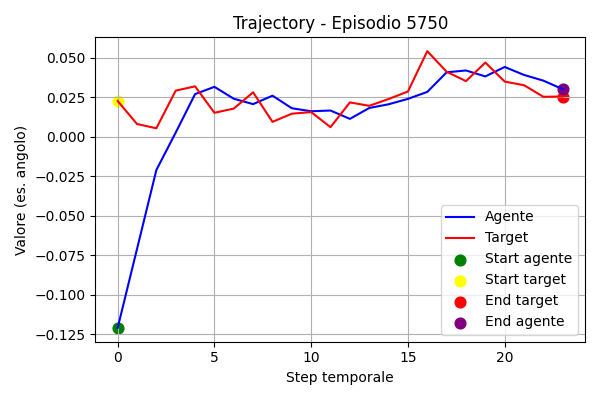 Trajectory - Episodio 5750
Valore (es. angolo)
0.050
0.025
0.000
−0.025
−0.050
−0.075
−0.100
−0.125
Agente
Target
Start agente
Start target
End target
End agente
0 5 10 15 20
Step temporale